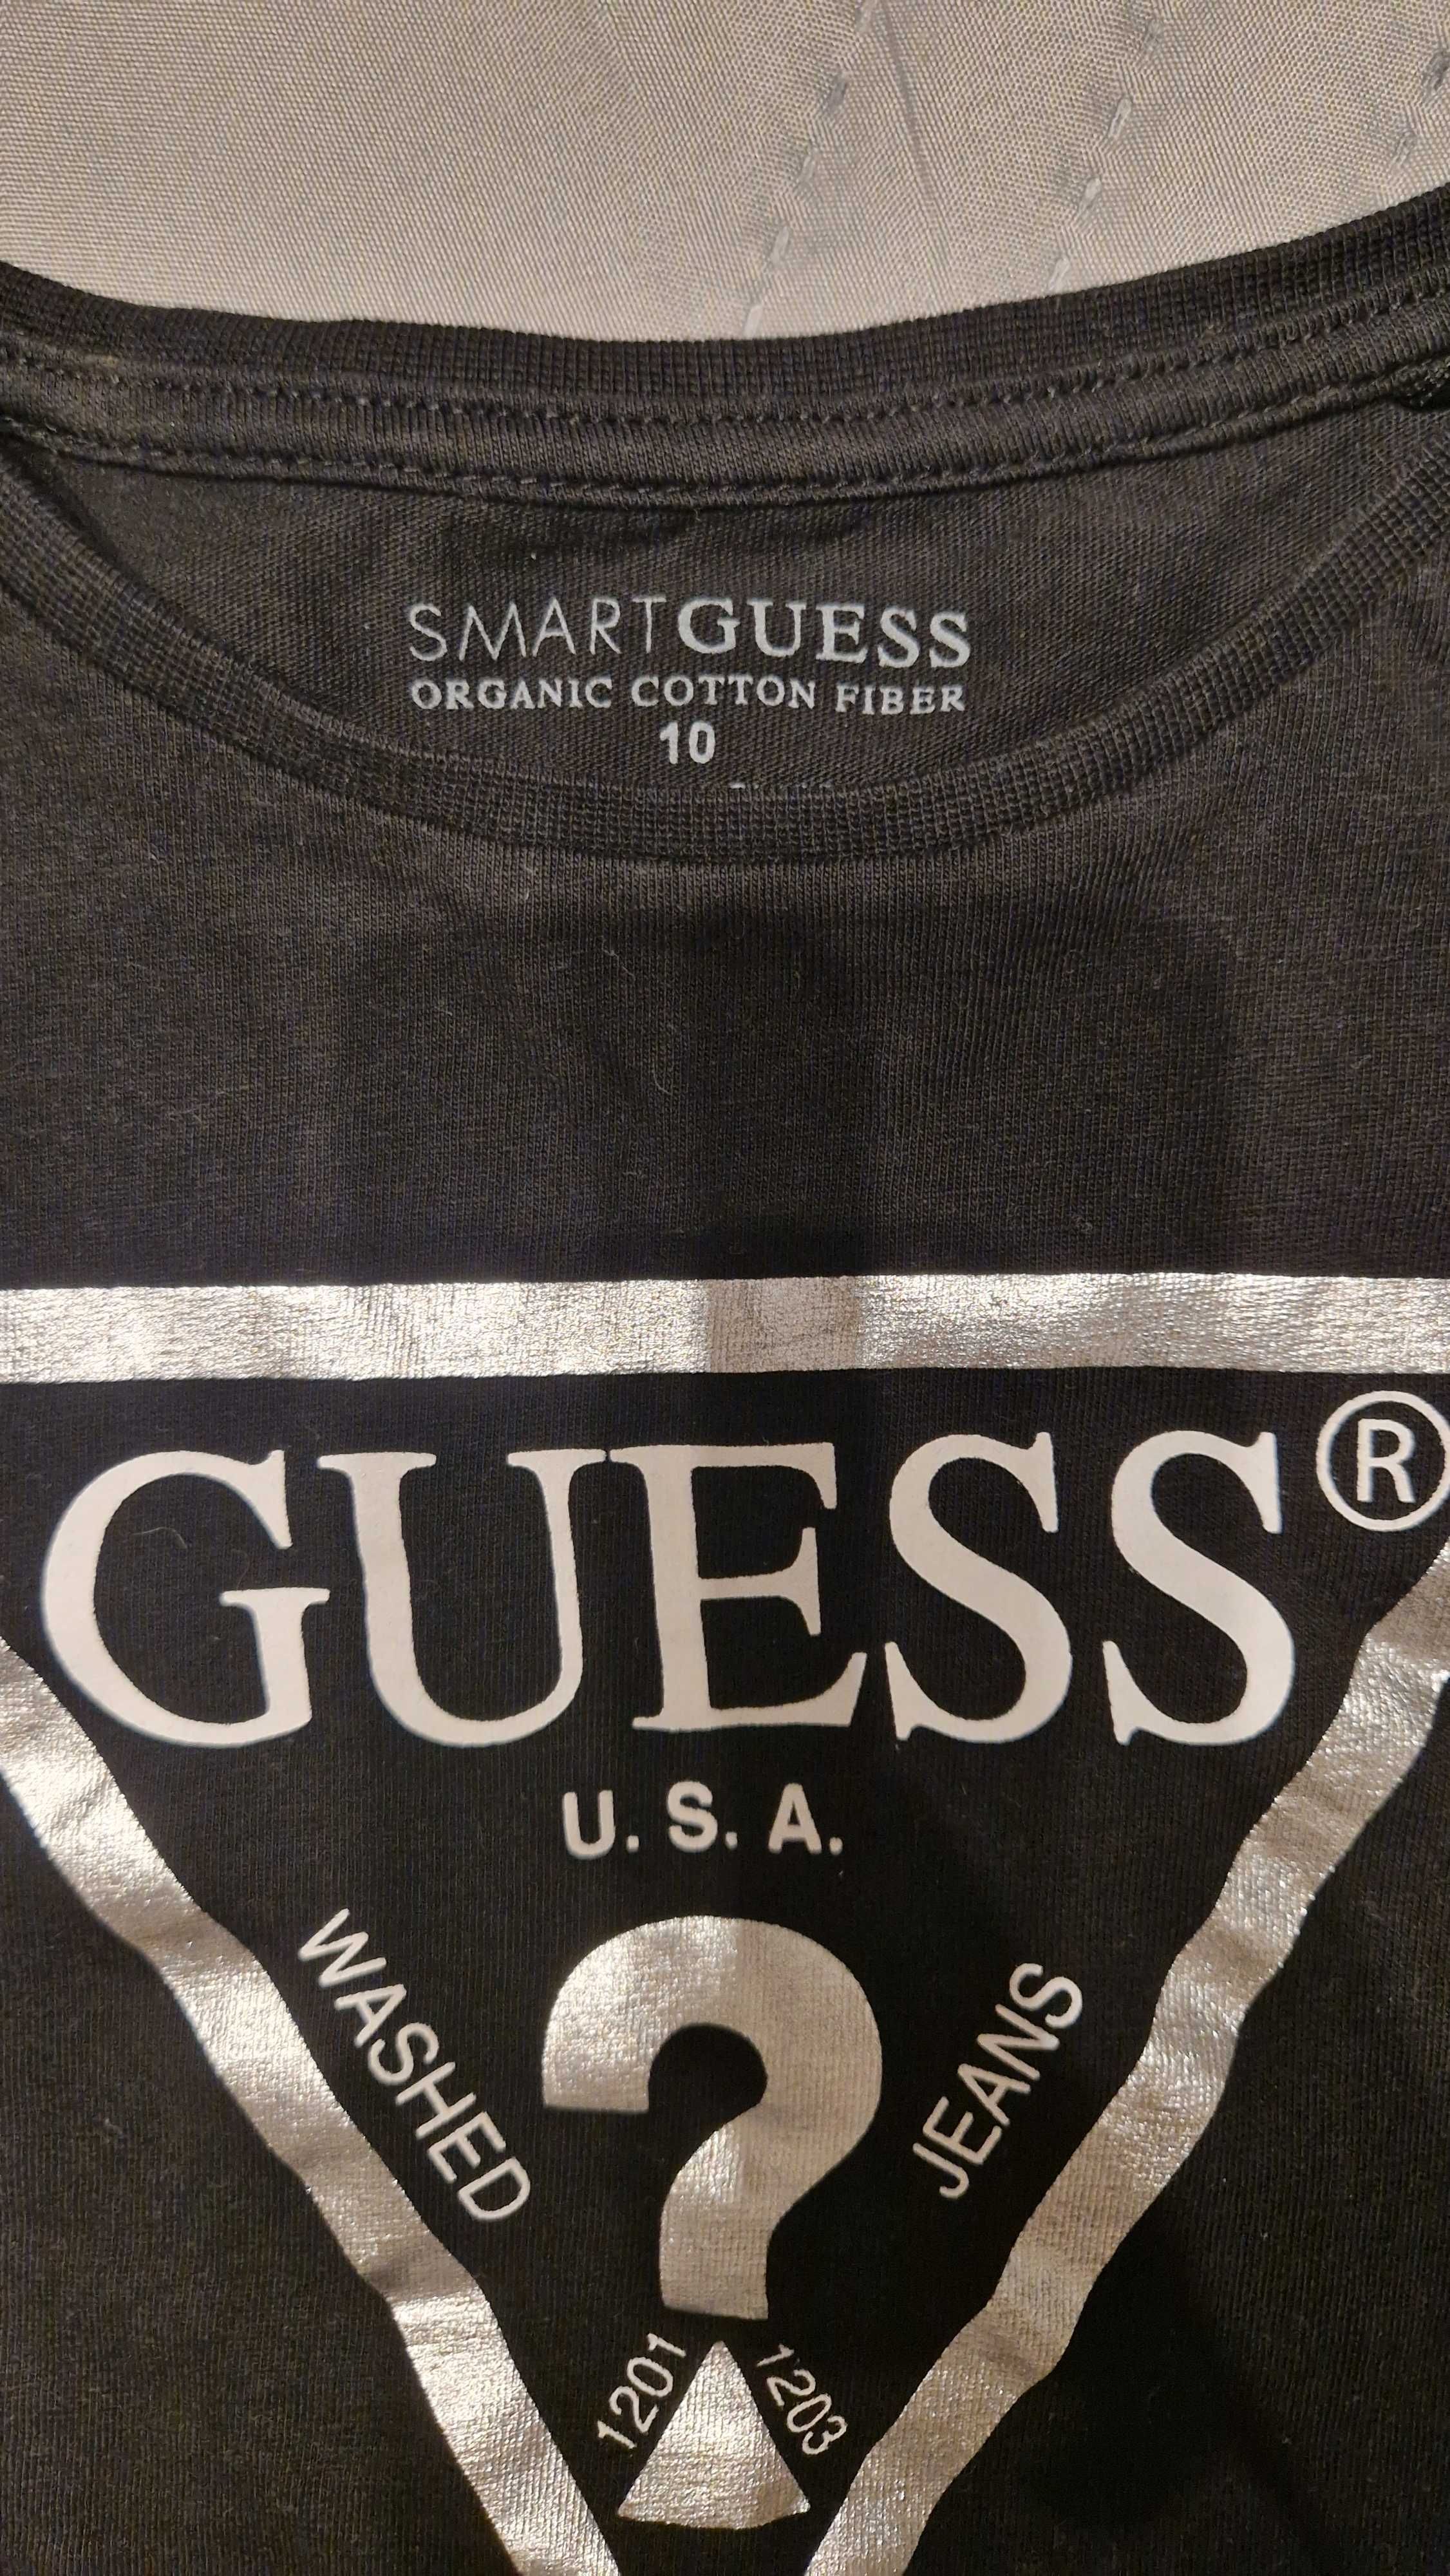 SMARTGUESS
ORGANIC COTTON FIBER
10
GUESS®
U.S.A.
WASHED
JEANS
1201
1203